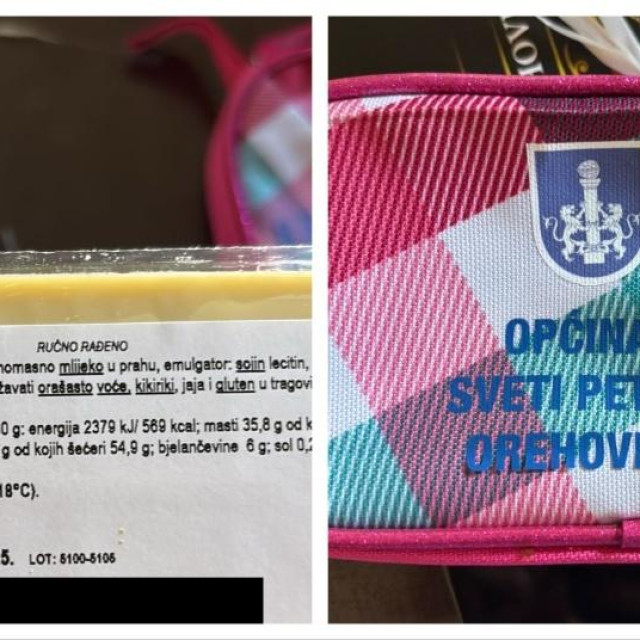 RUČNO RAĐENO
nomasno mlijeko u prahu, emulgator: sojin lecitin,
žavati orašasto voće, kikiriki, jaja i gluten u tragovi
0 g: energija 2379 kJ/ 569 kcal; masti 35,8 g od k
g od kojih šećeri 54,9 g; bjelančevine 6 g; sol 0,2
18°C).
5. LOT: 5100-5105
OPĆINA
SVETI PE
OREHOV